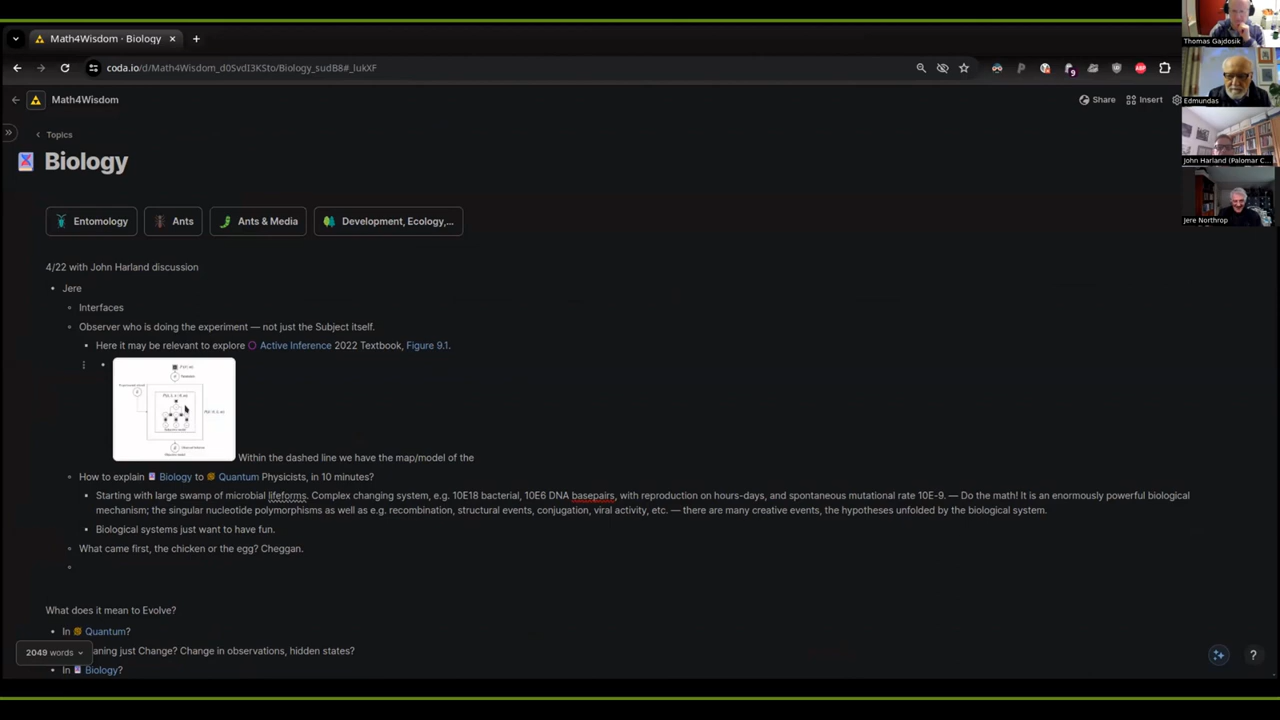 Math4Wisdom · Biology
coda.io/d/Math4Wisdom_d0SvdI3KSto/Biology_sudB8#_lukXF
9
ABP
Math4Wisdom
Share
Insert
Topics
Biology
Entomology
Ants
Ants & Media
Development, Ecology,...
4/22 with John Harland discussion
Jere
Interfaces
Observer who is doing the experiment — not just the Subject itself.
Here it may be relevant to explore Active Inference 2022 Textbook, Figure 9.1.
Within the dashed line we have the map/model of the
How to explain Biology to Quantum Physicists, in 10 minutes?
Starting with large swamp of microbial lifeforms. Complex changing system, e.g. 10E18 bacterial, 10E6 DNA basepairs, with reproduction on hours-days, and spontaneous mutational rate 10E-9. — Do the math! It is an enormously powerful biological
mechanism; the singular nucleotide polymorphisms as well as e.g. recombination, structural events, conjugation, viral activity, etc. — there are many creative events, the hypotheses unfolded by the biological system.
Biological systems just want to have fun.
What came first, the chicken or the egg? Cheggan.
What does it mean to Evolve?
In Quantum?
aning just Change? Change in observations, hidden states?
In Biology?
2049 words
?
Thomas Gajdosik
Edmundas
John Harland (Palomar C...
Jere Northrop